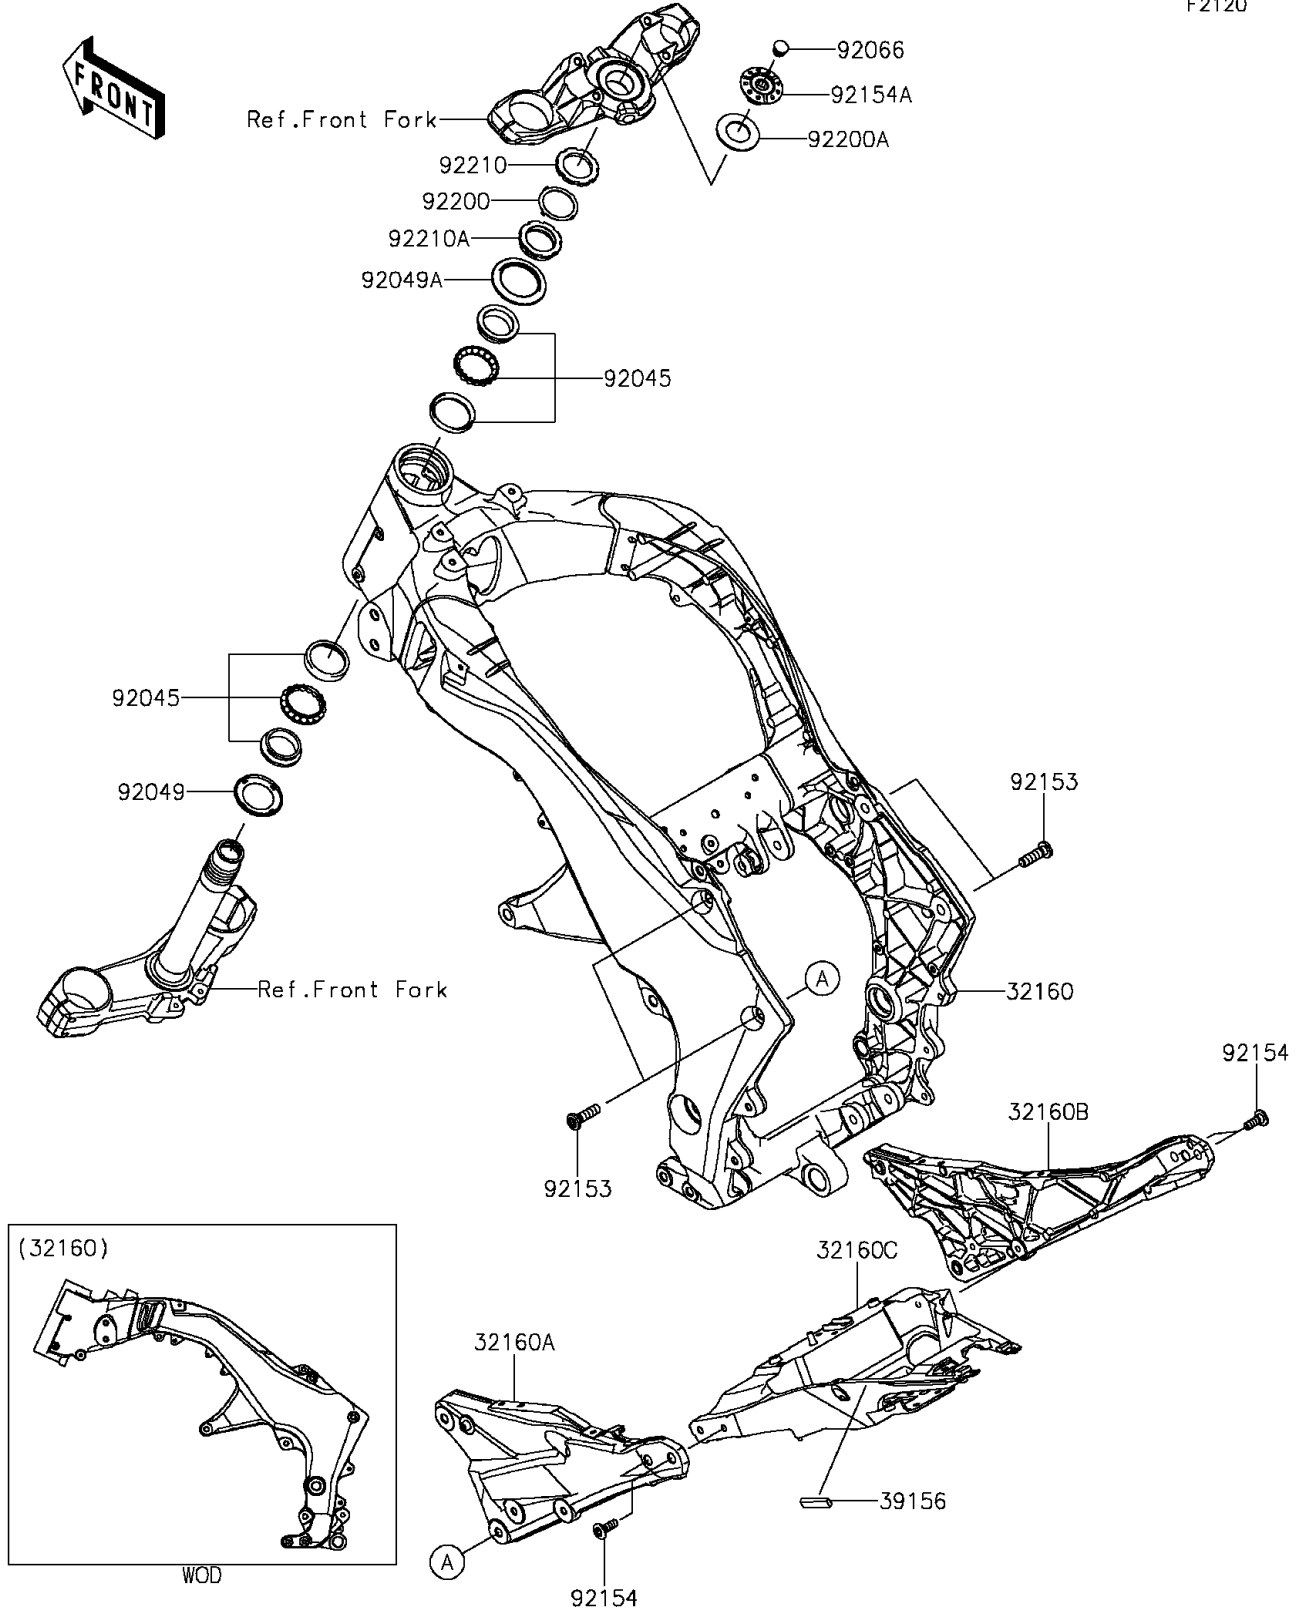 F2120
FRONT
92066
92154A
92200A
Ref.Front Fork
92210
92200
92210A
92049A
92045
92045
92049
92153
Ref.Front Fork
A
32160
92154
32160B
92153
(32160)
32160C
32160A
39156
A
WOD
92154